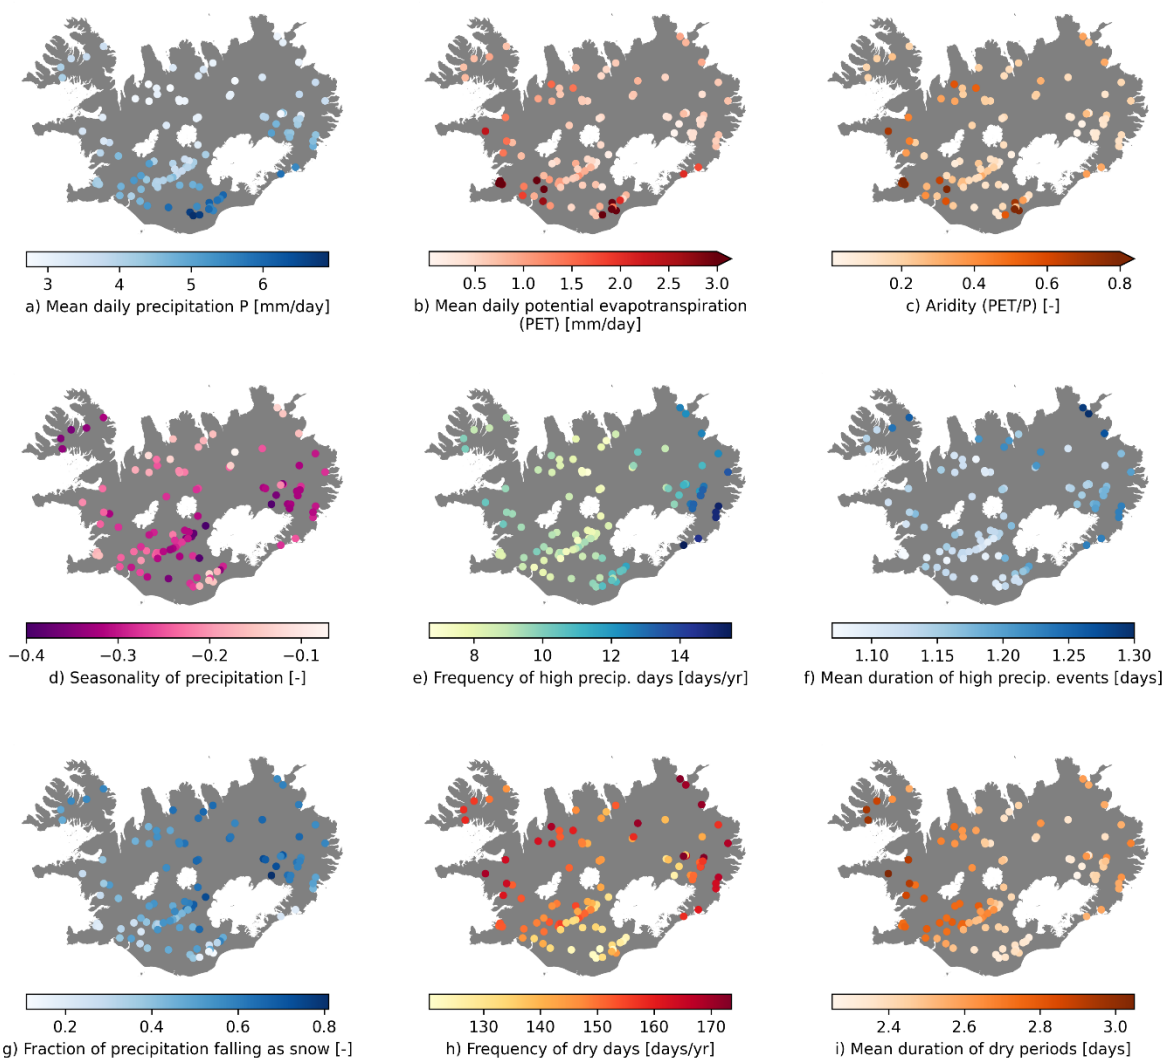 3 4 5 6
a) Mean daily precipitation P [mm/day]
0.5 1.0 1.5 2.0 2.5 3.0
b) Mean daily potential evapotranspiration
(PET) [mm/day]
0.2 0.4 0.6 0.8
c) Aridity (PET/P) [-]
−0.4 −0.3 −0.2 −0.1
d) Seasonality of precipitation [-]
8 10 12 14
e) Frequency of high precip. days [days/yr]
1.10 1.15 1.20 1.25 1.30
f) Mean duration of high precip. events [days]
0.2 0.4 0.6 0.8
g) Fraction of precipitation falling as snow [-]
130 140 150 160 170
h) Frequency of dry days [days/yr]
2.4 2.6 2.8 3.0
i) Mean duration of dry periods [days]